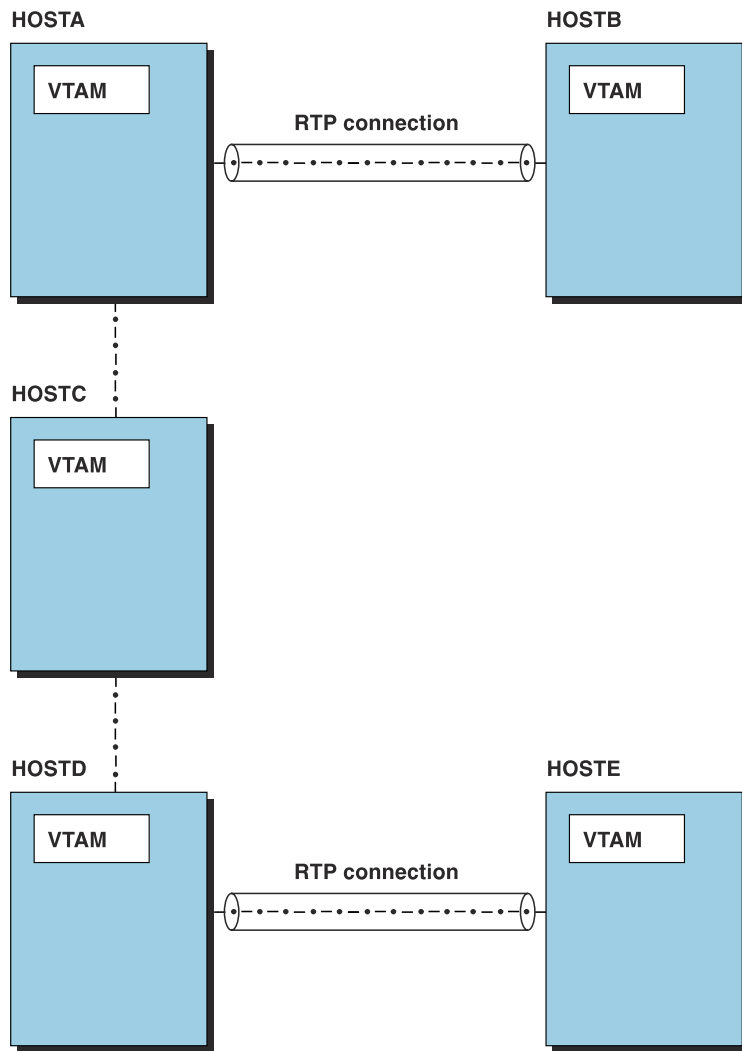 HOSTA
HOSTB
VTAM
VTAM
RTP connection
HOSTC
VTAM
HOSTD
HOSTE
VTAM
VTAM
RTP connection